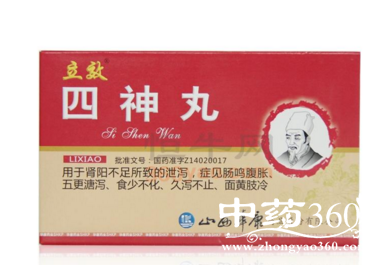 立效
四神丸
Si Shen Wan
LIXIAO 批准文号:国药准字Z14020017
用于肾阳不足所致的泄泻,症见肠鸣腹胀、
五更溏泻、食少不化、久泻不止、面黄肢冷
中药360
www.zhongyao360.com